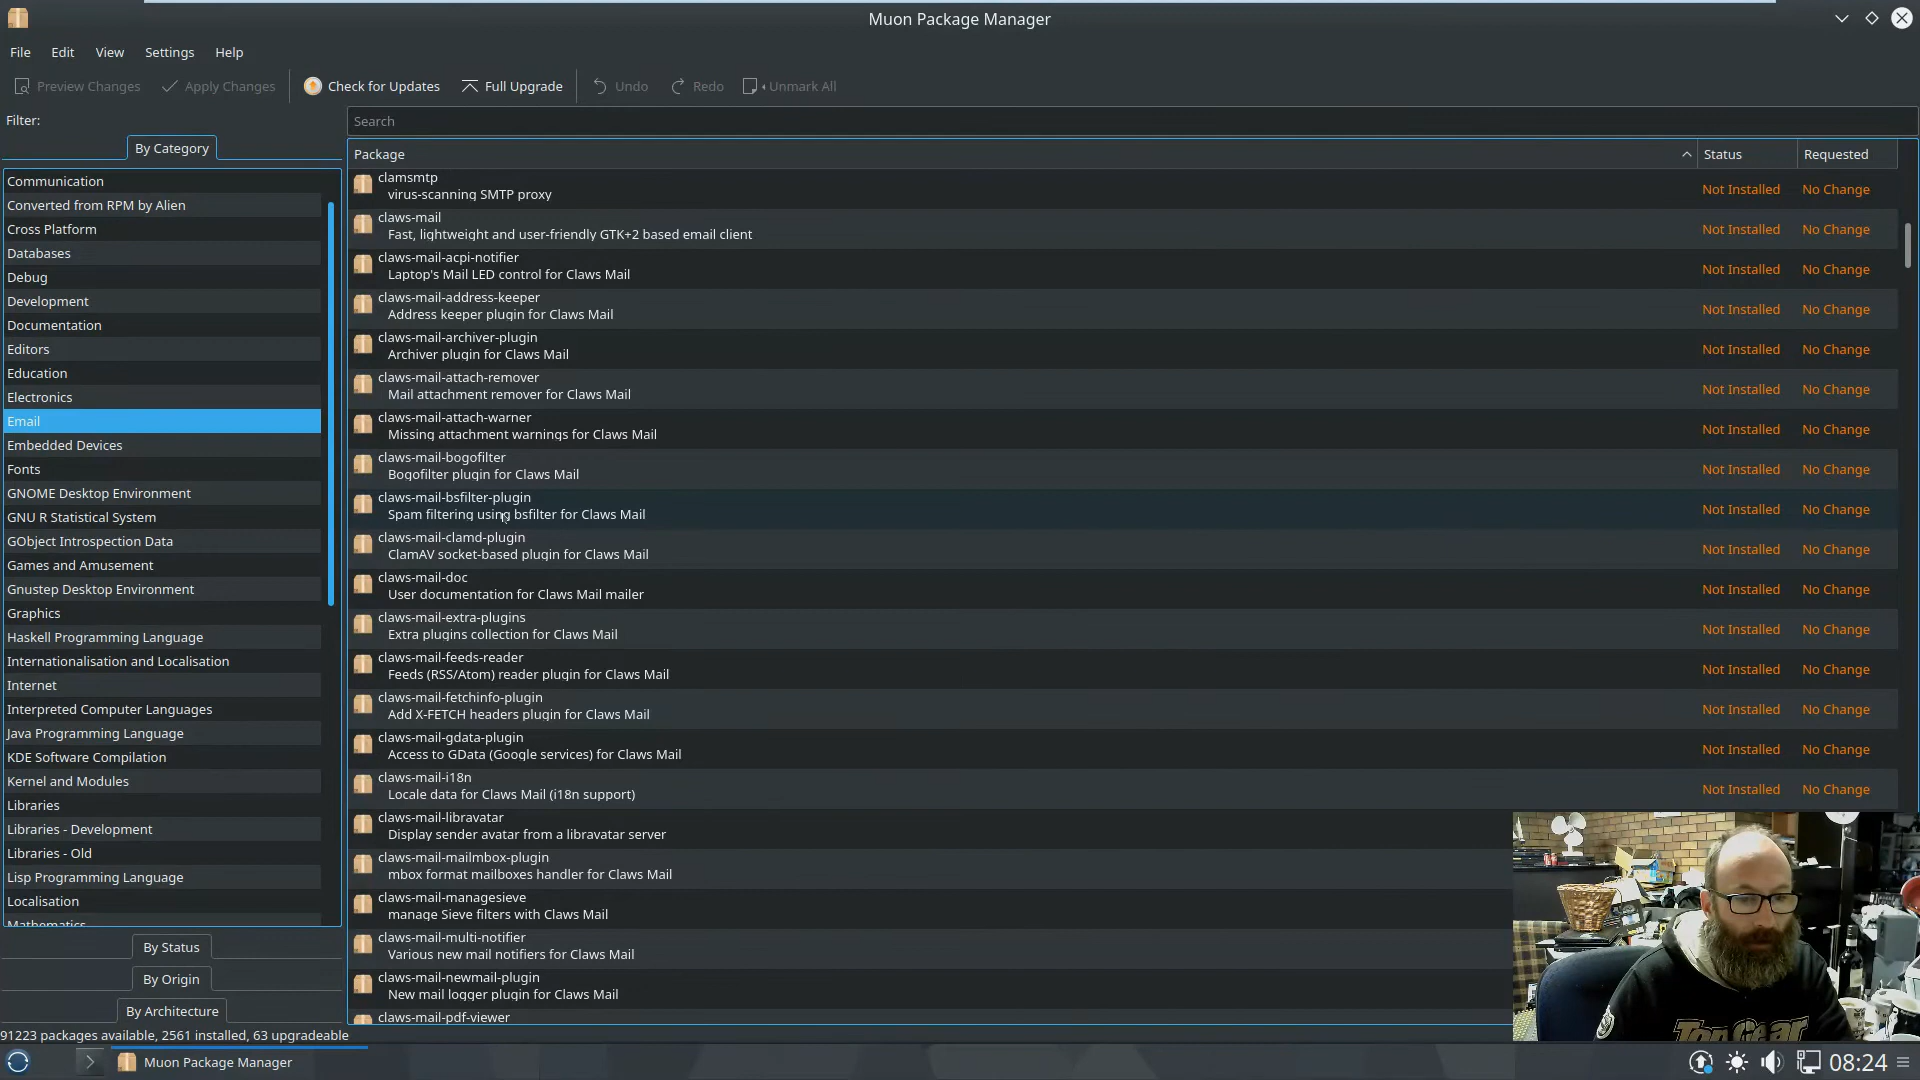 Muon Package Manager
File Edit View Settings Help
Preview Changes Apply Changes Check for Updates Full Upgrade Undo Redo Unmark All
Filter:
Search
By Category
Package Status Requested
Communication
Converted from RPM by Alien
Cross Platform
Databases
Debug
Development
Documentation
Editors
Education
Electronics
Email
Embedded Devices
Fonts
GNOME Desktop Environment
GNU R Statistical System
GObject Introspection Data
Games and Amusement
Gnustep Desktop Environment
Graphics
Haskell Programming Language
Internationalisation and Localisation
Internet
Interpreted Computer Languages
Java Programming Language
KDE Software Compilation
Kernel and Modules
Libraries
Libraries - Development
Libraries - Old
Lisp Programming Language
Localisation
Mathematics
By Status
By Origin
By Architecture
clamsmtp
virus-scanning SMTP proxy
Not Installed No Change
claws-mail
Fast, lightweight and user-friendly GTK+2 based email client
Not Installed No Change
claws-mail-acpi-notifier
Laptop's Mail LED control for Claws Mail
Not Installed No Change
claws-mail-address-keeper
Address keeper plugin for Claws Mail
Not Installed No Change
claws-mail-archiver-plugin
Archiver plugin for Claws Mail
Not Installed No Change
claws-mail-attach-remover
Mail attachment remover for Claws Mail
Not Installed No Change
claws-mail-attach-warner
Missing attachment warnings for Claws Mail
Not Installed No Change
claws-mail-bogofilter
Bogofilter plugin for Claws Mail
Not Installed No Change
claws-mail-bsfilter-plugin
Spam filtering using bsfilter for Claws Mail
Not Installed No Change
claws-mail-clamd-plugin
ClamAV socket-based plugin for Claws Mail
Not Installed No Change
claws-mail-doc
User documentation for Claws Mail mailer
Not Installed No Change
claws-mail-extra-plugins
Extra plugins collection for Claws Mail
Not Installed No Change
claws-mail-feeds-reader
Feeds (RSS/Atom) reader plugin for Claws Mail
Not Installed No Change
claws-mail-fetchinfo-plugin
Add X-FETCH headers plugin for Claws Mail
Not Installed No Change
claws-mail-gdata-plugin
Access to GData (Google services) for Claws Mail
Not Installed No Change
claws-mail-i18n
Locale data for Claws Mail (i18n support)
Not Installed No Change
claws-mail-libravatar
Display sender avatar from a libravatar server
claws-mail-mailmbox-plugin
mbox format mailboxes handler for Claws Mail
claws-mail-managesieve
manage Sieve filters with Claws Mail
claws-mail-multi-notifier
Various new mail notifiers for Claws Mail
claws-mail-newmail-plugin
New mail logger plugin for Claws Mail
claws-mail-pdf-viewer
Top Gear
91223 packages available, 2561 installed, 63 upgradeable
Muon Package Manager
08:24